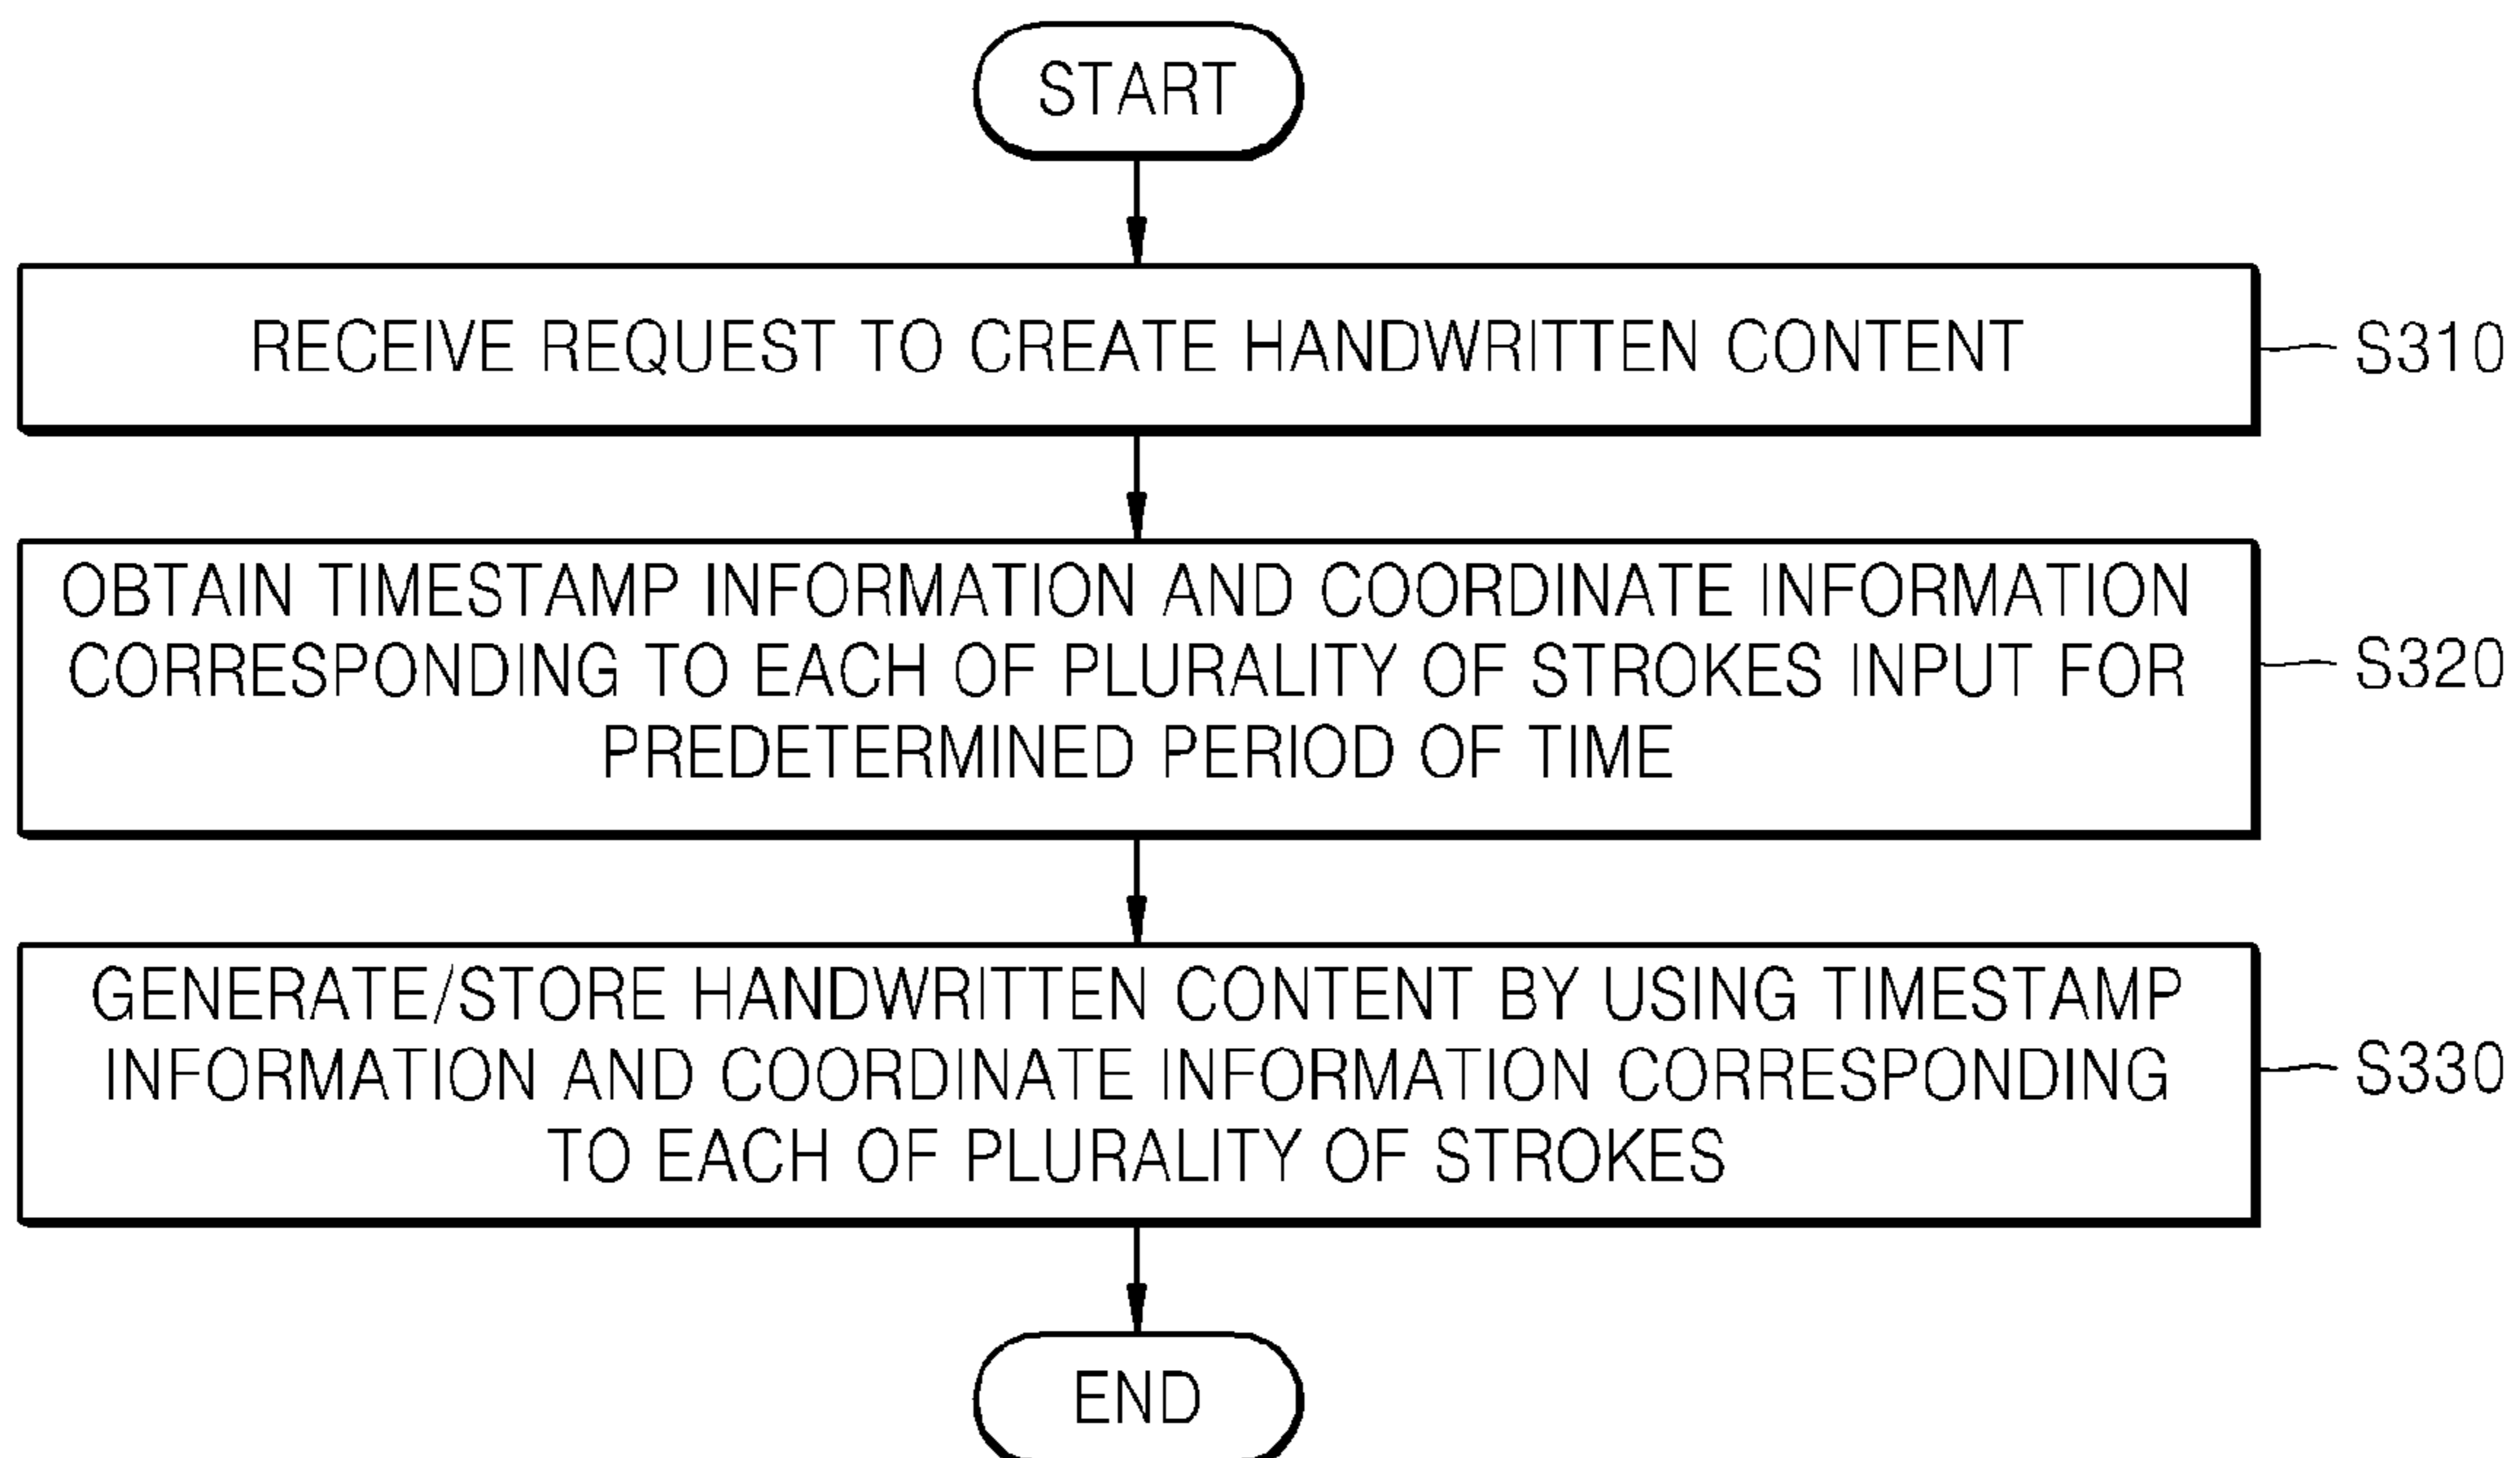 START
RECEIVE REQUEST TO CREATE HANDWRITTEN CONTENT
S310
OBTAIN TIMESTAMP INFORMATION AND COORDINATE INFORMATION
CORRESPONDING TO EACH OF PLURALITY OF STROKES INPUT FOR
PREDETERMINED PERIOD OF TIME
S320
GENERATE/STORE HANDWRITTEN CONTENT BY USING TIMESTAMP
INFORMATION AND COORDINATE INFORMATION CORRESPONDING
TO EACH OF PLURALITY OF STROKES
S330
END